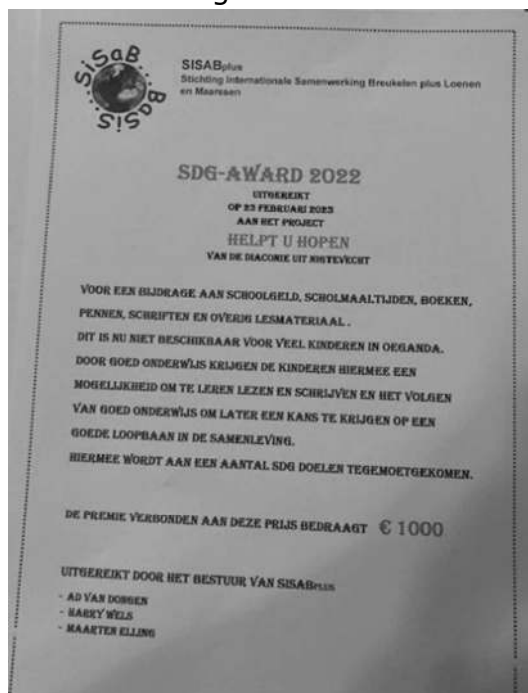 SiSaB...BaSiS...
SISABplus
Stichting Internationale Samenwerking Breukelen plus Loenen
en Maarssen
SDG-AWARD 2022
UITGEREIKT
OP 23 FEBRUARI 2023
AAN HET PROJECT
HELPT U HOPEN
VAN DE DIACONIE UIT NIGTEVECHT
VOOR EEN BIJDRAGE AAN SCHOOLGELD, SCHOLMAALTIJDEN, BOEKEN,
PENNEN, SCHRIFTEN EN OVERIG LESMATERIAAL .
DIT IS NU NIET BESCHIKBAAR VOOR VEEL KINDEREN IN OEGANDA.
DOOR GOED ONDERWIJS KRIJGEN DE KINDEREN HIERMEE EEN
MOGELIJKHEID OM TE LEREN LEZEN EN SCHRIJVEN EN HET VOLGEN
VAN GOED ONDERWIJS OM LATER EEN KANS TE KRIJGEN OP EEN
GOEDE LOOPBAAN IN DE SAMENLEVING.
HIERMEE WORDT AAN EEN AANTAL SDG DOELEN TEGEMOETGEKOMEN.
DE PREMIE VERBONDEN AAN DEZE PRIJS BEDRAAGT € 1000
UITGEREIKT DOOR HET BESTUUR VAN SISABPLUS
- AD VAN DONGEN
- HARRY WELS
- MAARTEN ELLING